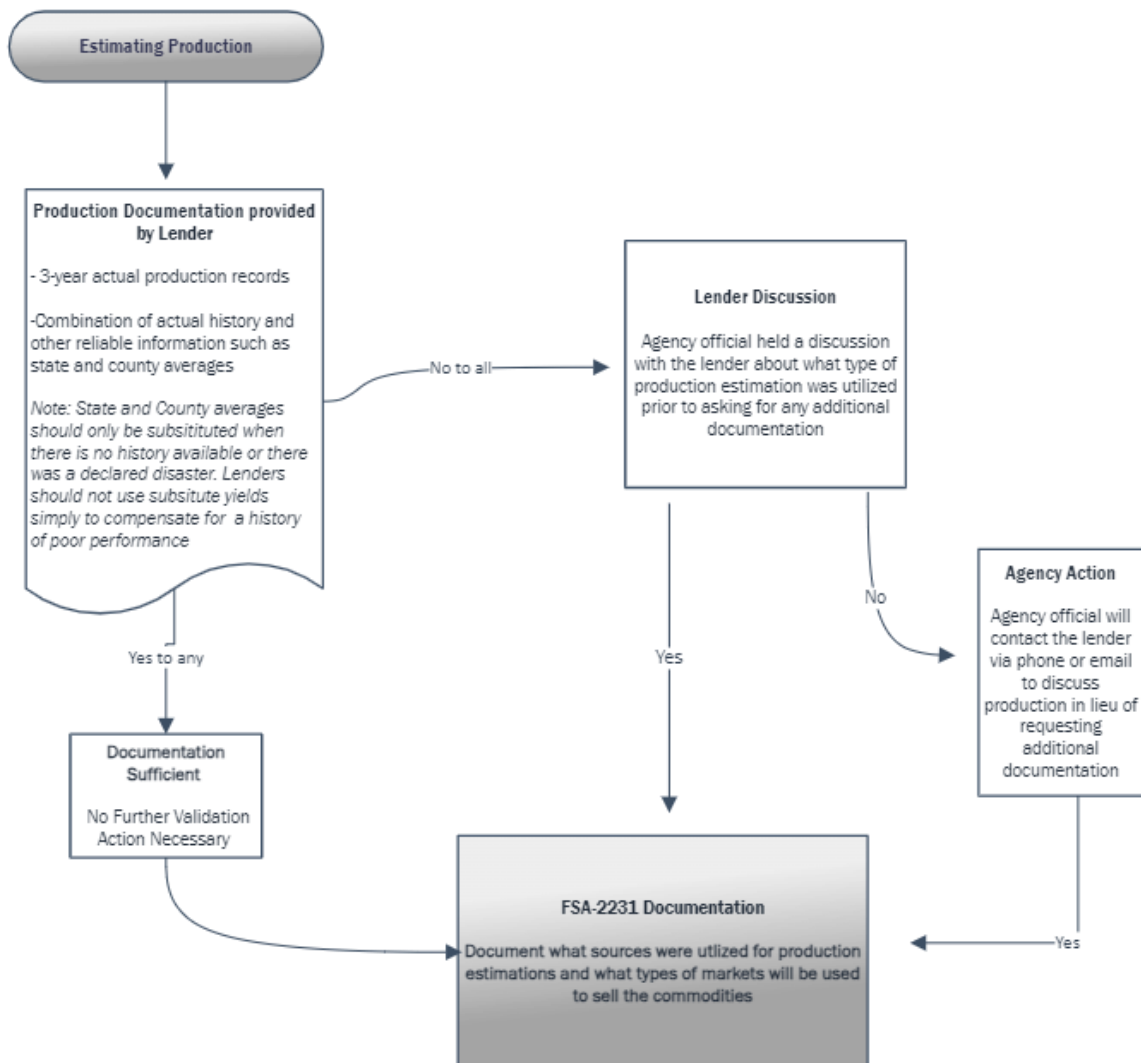 Estimating Production
Production Documentation provided
by Lender
- 3-year actual production records
-Combination of actual history and
other reliable information such as
state and county averages
Note: State and County averages
should only be subsitituted when
there is no history available or there
was a declared disaster. Lenders
should not use subsitute yields
simply to compensate for a history
of poor performance
No to all
Lender Discussion
Agency official held a discussion
with the lender about what type of
production estimation was utilized
prior to asking for any additional
documentation
Yes to any
Yes
No
Agency Action
Agency official will
contact the lender
via phone or email
to discuss
production in lieu of
requesting
additional
documentation
Documentation
Sufficient
No Further Validation
Action Necessary
Yes
FSA-2231 Documentation
Document what sources were utlized for production
estimations and what types of markets will be used
to sell the commodities